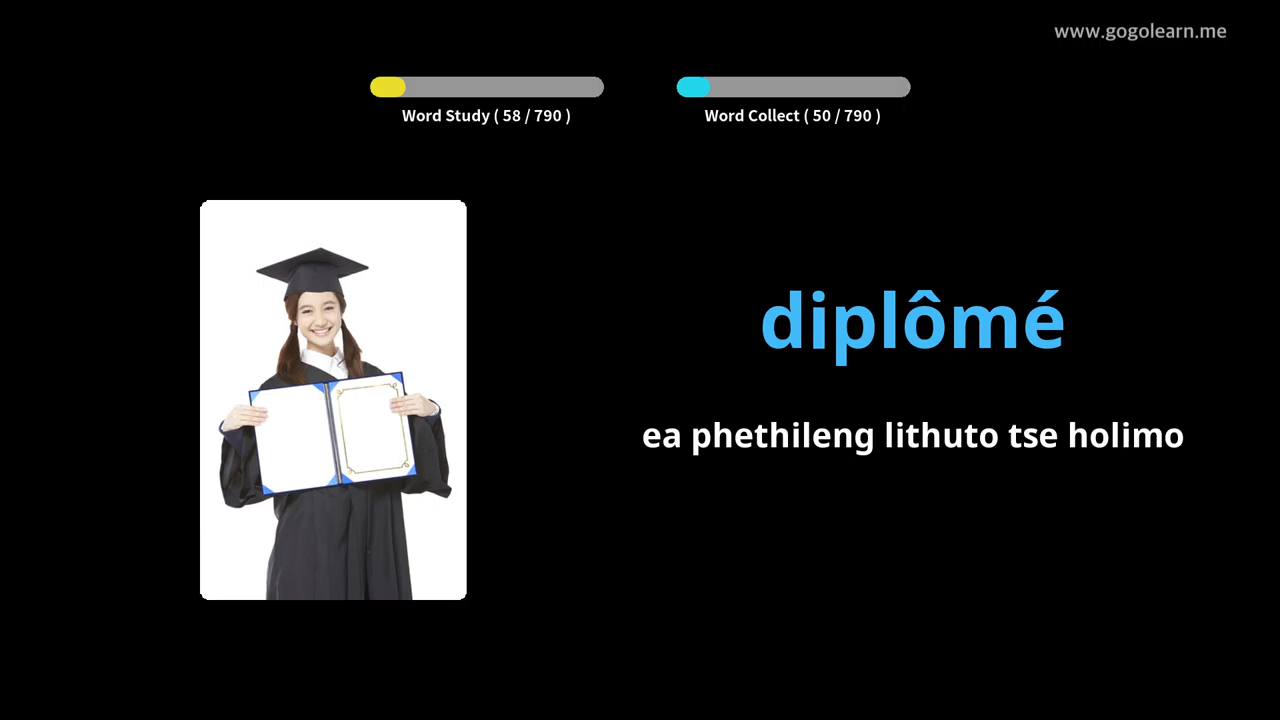 www.gogolearn.me
Word Study ( 58 / 790 )
Word Collect ( 50 / 790 )
diplômé
ea phethileng lithuto tse holimo